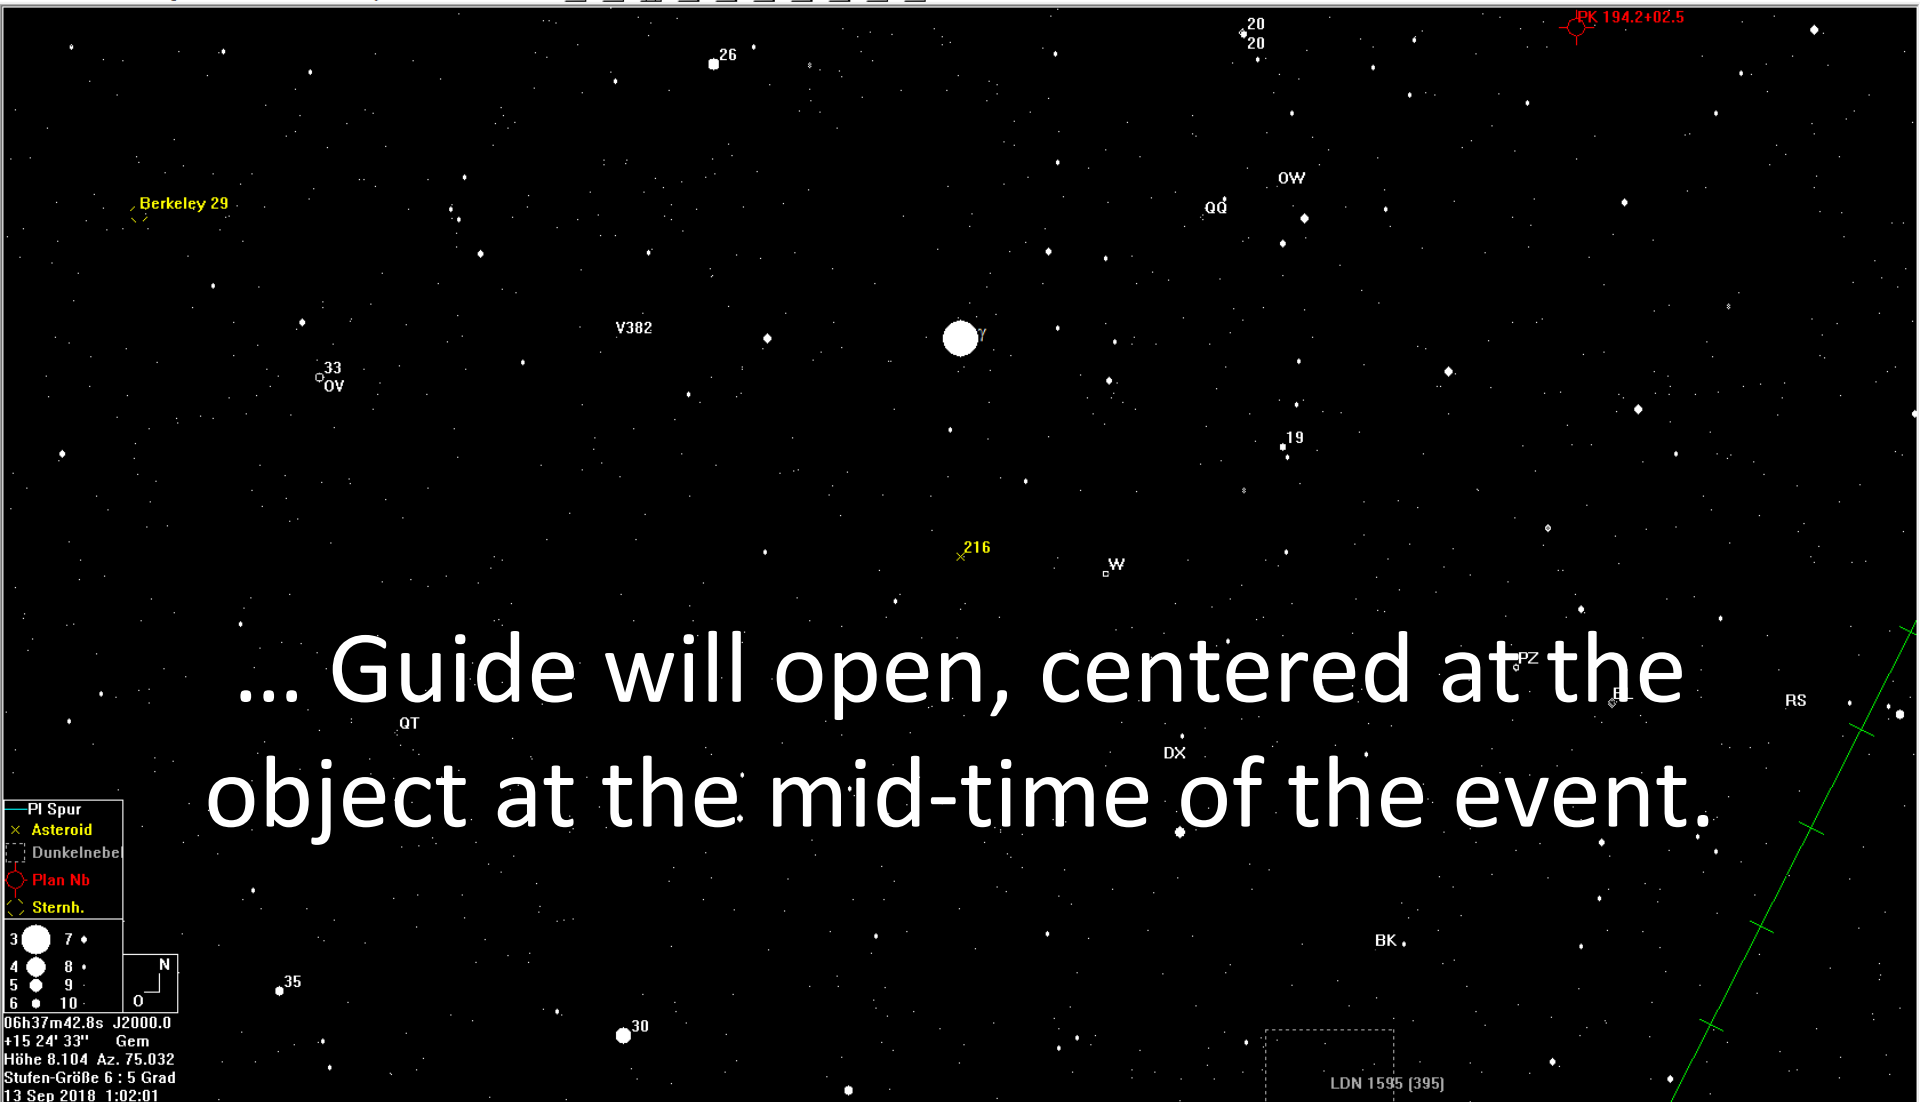 20
20
PK 194.2+02.5
26
OW
Berkeley 29
QQ
V382
γ
33
OV
19
216
W
... Guide will open, centered at the
PZ
RS
QT
DX
object at the mid-time of the event.
Pl Spur
Asteroid
Dunkelnebel
Plan Nb
Sternh.
3 7
4 8
5 9
6 10
N
O
BK
35
30
06h37m42.8s J2000.0
+15 24' 33" Gem
Höhe 8.104 Az. 75.032
Stufen-Größe 6 : 5 Grad
13 Sep 2018 1:02:01
LDN 1595 (395)